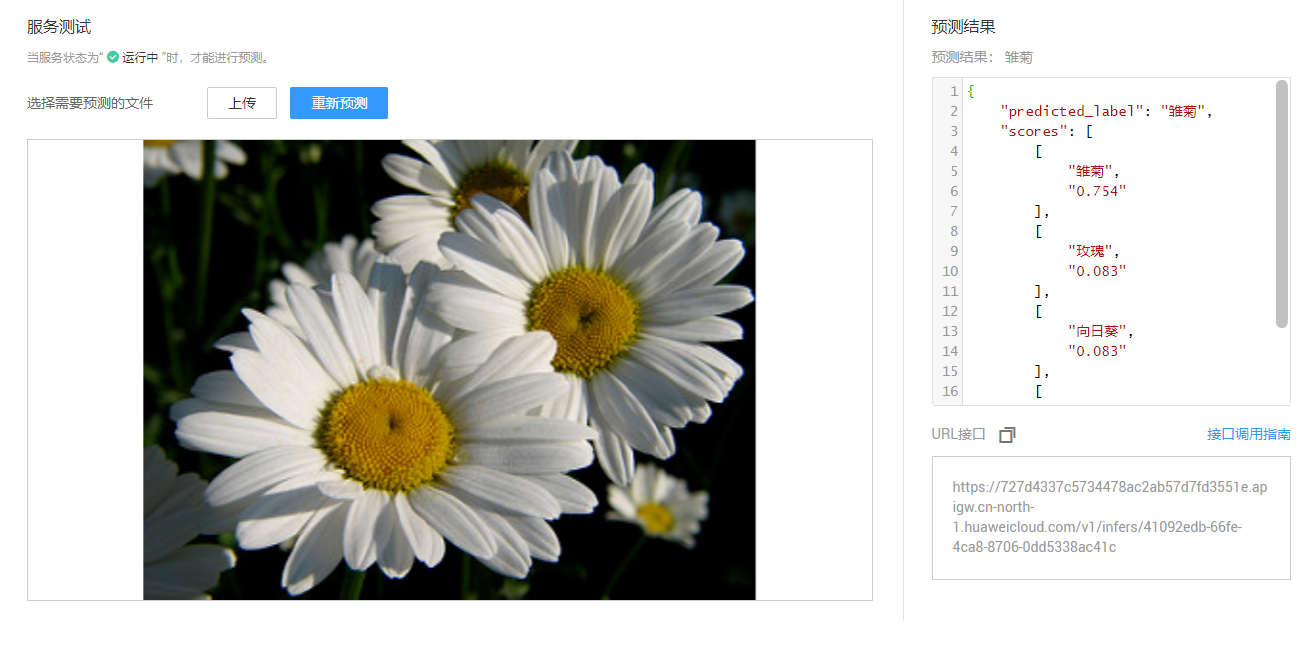 服务测试
当服务状态为“ 运行中 ”时，才能进行预测。
选择需要预测的文件
上传
重新预测
预测结果
预测结果： 雏菊
1 {
2 "predicted_label": "雏菊",
3 "scores": [
4 [
5 "雏菊",
6 "0.754"
7 ],
8 [
9 "玫瑰",
10 "0.083"
11 ],
12 [
13 "向日葵",
14 "0.083"
15 ],
16 [
URL接口
接口调用指南
https://727d4337c5734478ac2ab57d7fd3551e.ap
igw.cn-north-
1.huaweicloud.com/v1/infers/41092edb-66fe-
4ca8-8706-0dd5338ac41c